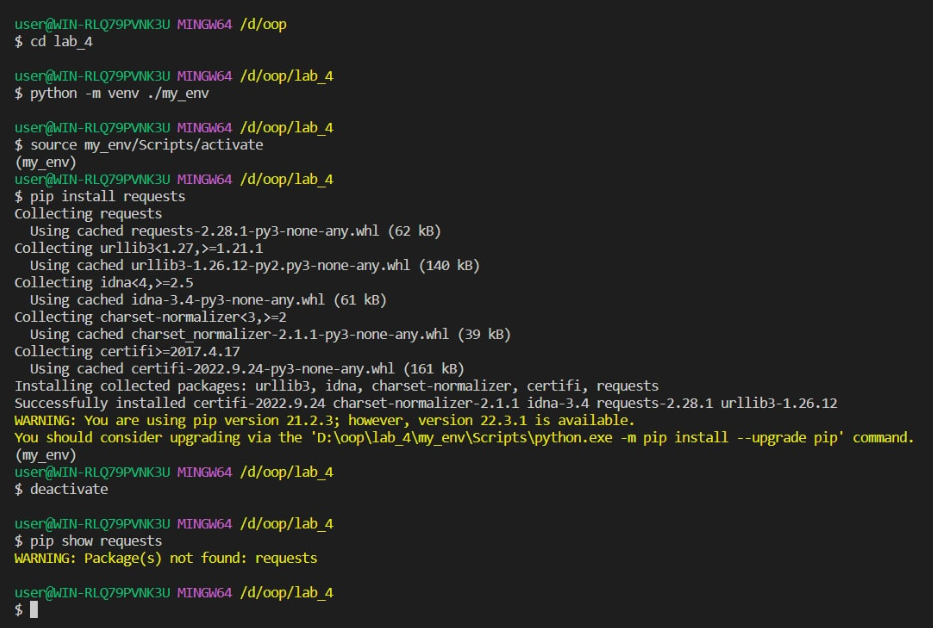 user@WIN-RLQ79PVNK3U MINGW64 /d/oop
$ cd lab_4
user@WIN-RLQ79PVNK3U MINGW64 /d/oop/lab_4
$ python -m venv ./my_env
user@WIN-RLQ79PVNK3U MINGW64 /d/oop/lab_4
$ source my_env/Scripts/activate
(my_env)
user@WIN-RLQ79PVNK3U MINGW64 /d/oop/lab_4
$ pip install requests
Collecting requests
  Using cached requests-2.28.1-py3-none-any.whl (62 kB)
Collecting urllib3<1.27,>=1.21.1
  Using cached urllib3-1.26.12-py2.py3-none-any.whl (140 kB)
Collecting idna<4,>=2.5
  Using cached idna-3.4-py3-none-any.whl (61 kB)
Collecting charset-normalizer<3,>=2
  Using cached charset_normalizer-2.1.1-py3-none-any.whl (39 kB)
Collecting certifi>=2017.4.17
  Using cached certifi-2022.9.24-py3-none-any.whl (161 kB)
Installing collected packages: urllib3, idna, charset-normalizer, certifi, requests
Successfully installed certifi-2022.9.24 charset-normalizer-2.1.1 idna-3.4 requests-2.28.1 urllib3-1.26.12
WARNING: You are using pip version 21.2.3; however, version 22.3.1 is available.
You should consider upgrading via the 'D:\oop\lab_4\my_env\Scripts\python.exe -m pip install --upgrade pip' command.
(my_env)
user@WIN-RLQ79PVNK3U MINGW64 /d/oop/lab_4
$ deactivate
user@WIN-RLQ79PVNK3U MINGW64 /d/oop/lab_4
$ pip show requests
WARNING: Package(s) not found: requests
user@WIN-RLQ79PVNK3U MINGW64 /d/oop/lab_4
$